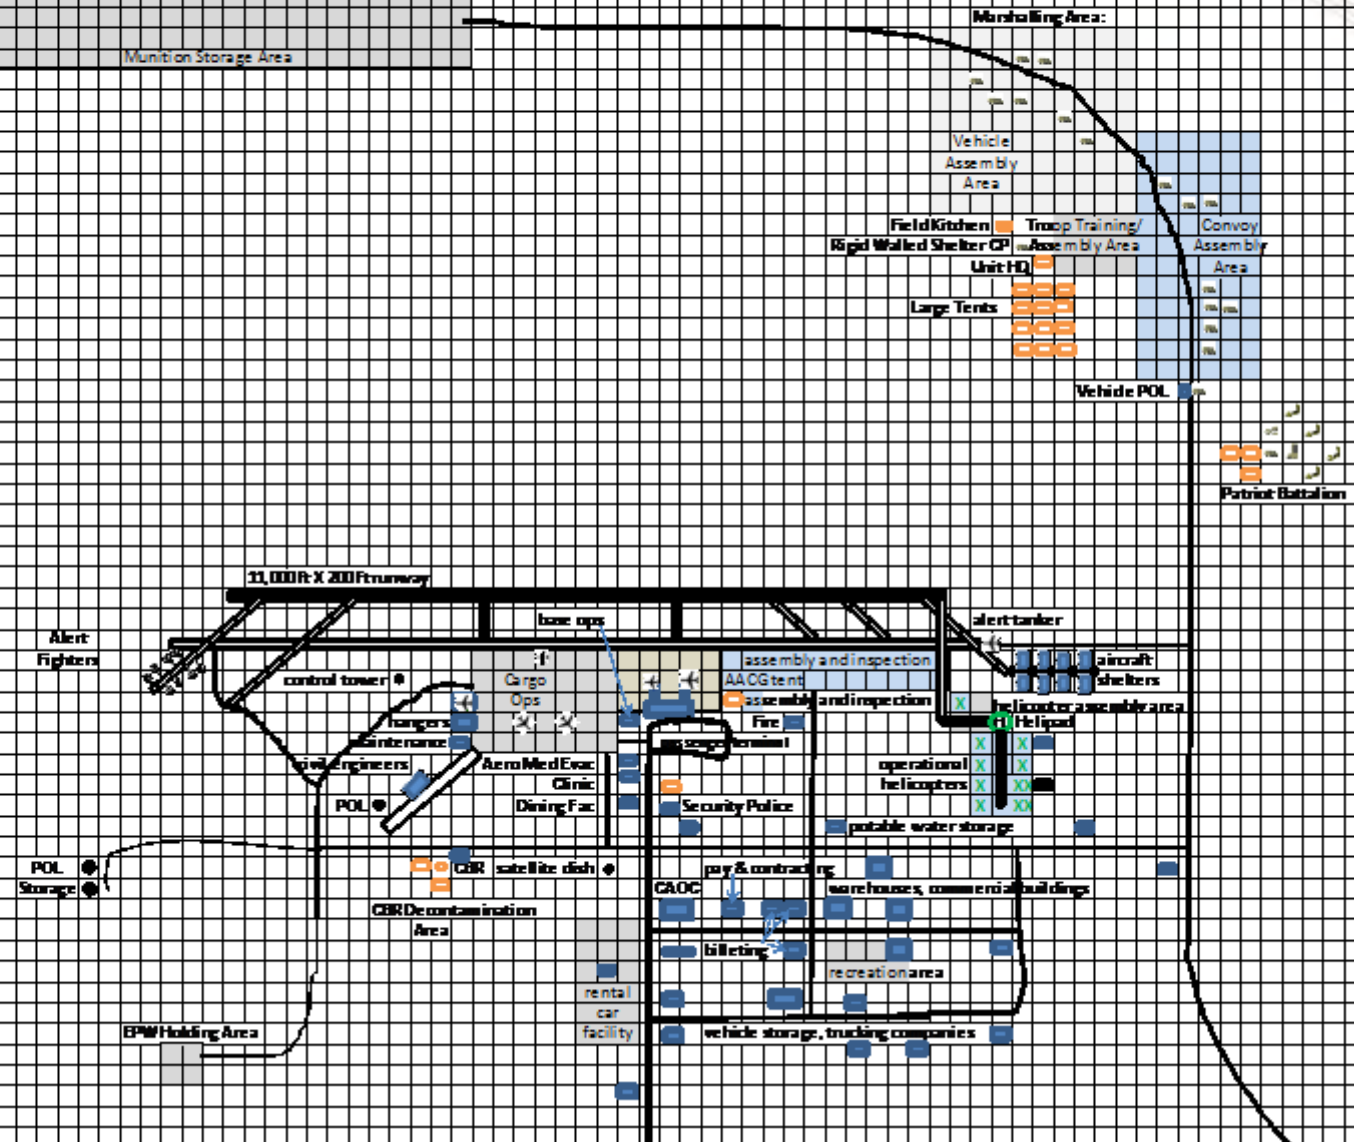 Marshalling Area:
Munition Storage Area
Vehicle
Assembly
Area
Field Kitchen
Troop Training/
Convoy
Rigid Walled Shelter CP
Assembly Area
Assembly
Unit HQ
Area
Large Tents
Vehicle POL
Patriot Battalion
11,000 Ft X 200 Ft runway
base ops
alert tanker
Alert
Fighters
assembly and inspection
aircraft
shelters
control tower
Cargo
Ops
AACG tent
assembly and inspection
helicopter assembly area
hangers
Fire
H Helipad
maintenance
passenger terminal
civil engineers
AeroMedEvac
operational
Clinic
helicopters
POL
Dining Fac
Security Police
potable water storage
POL
Storage
CBR
satellite dish
pay & contracting
CAOC
warehouses, commercial buildings
CBR Decontamination
Area
billeting
recreation area
rental
car
facility
EPW Holding Area
vehicle storage, trucking companies
X
X X
X X
X XX
X XX